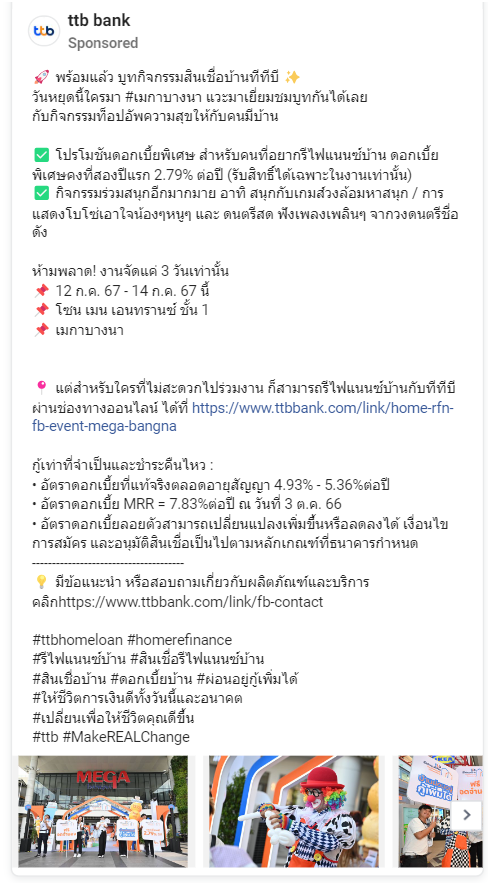 ttb
ttb bank
Sponsored
🚀 พร้อมแล้ว บูทกิจกรรมสินเชื่อบ้านทีทีบี ✨
วันหยุดนี้ใครมา #เมกาบางนา แวะมาเยี่ยมชมบูทกันได้เลย
กับกิจกรรมท็อปอัพความสุขให้กับคนมีบ้าน
✅ โปรโมชันดอกเบี้ยพิเศษ สำหรับคนที่อยากรีไฟแนนซ์บ้าน ดอกเบี้ย
พิเศษคงที่สองปีแรก 2.79% ต่อปี (รับสิทธิ์ได้เฉพาะในงานเท่านั้น)
✅ กิจกรรมร่วมสนุกอีกมากมาย อาทิ สนุกกับเกมส์วงล้อมหาสนุก / การ
แสดงโบโซ่เอาใจน้องๆหนูๆ และ ดนตรีสด ฟังเพลงเพลินๆ จากวงดนตรีชื่อ
ดัง
ห้ามพลาด! งานจัดแค่ 3 วันเท่านั้น
📌 12 ก.ค. 67 - 14 ก.ค. 67 นี้
📌 โซน เมน เอนทรานซ์ ชั้น 1
📌 เมกาบางนา
📍 แต่สำหรับใครที่ไม่สะดวกไปร่วมงาน ก็สามารถรีไฟแนนซ์บ้านกับทีทีบี
ผ่านช่องทางออนไลน์ ได้ที่ https://www.ttbbank.com/link/home-rfn-
fb-event-mega-bangna
กู้เท่าที่จำเป็นและชำระคืนไหว :
• อัตราดอกเบี้ยที่แท้จริงตลอดอายุสัญญา 4.93% - 5.36%ต่อปี
• อัตราดอกเบี้ย MRR = 7.83%ต่อปี ณ วันที่ 3 ต.ค. 66
• อัตราดอกเบี้ยลอยตัวสามารถเปลี่ยนแปลงเพิ่มขึ้นหรือลดลงได้ เงื่อนไข
การสมัคร และอนุมัติสินเชื่อเป็นไปตามหลักเกณฑ์ที่ธนาคารกำหนด
--------------------------------------
💡 มีข้อแนะนำ หรือสอบถามเกี่ยวกับผลิตภัณฑ์และบริการ
คลิกhttps://www.ttbbank.com/link/fb-contact
#ttbhomeloan #homerefinance
#รีไฟแนนซ์บ้าน #สินเชื่อรีไฟแนนซ์บ้าน
#สินเชื่อบ้าน #ดอกเบี้ยบ้าน #ผ่อนอยู่กู้เพิ่มได้
#ให้ชีวิตการเงินดีทั้งวันนี้และอนาคต
#เปลี่ยนเพื่อให้ชีวิตคุณดีขึ้น
#ttb #MakeREALChange
MEGA